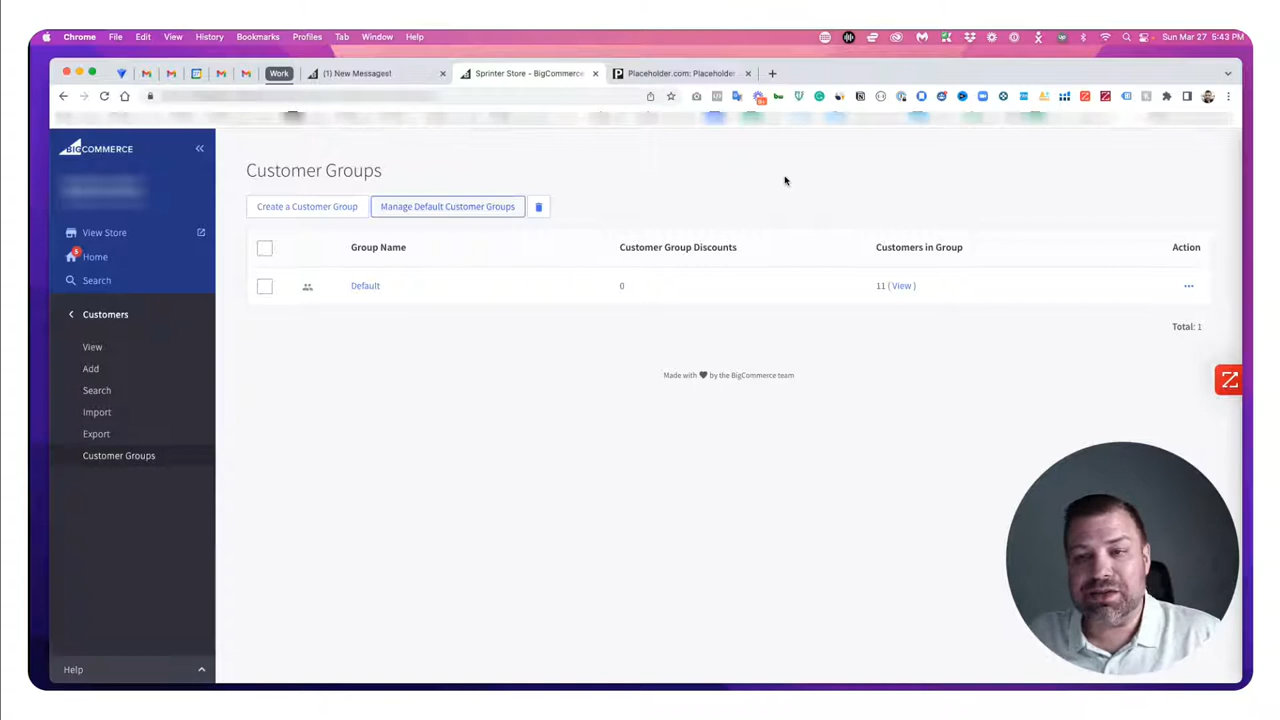 Chrome File Edit View History Bookmarks Profiles Tab Window Help Sun Mar 27 5:43 PM
Work (1) New Messages! Sprinter Store - BigCommerce Placeholder.com: Placeholder
BIGCOMMERCE
Customer Groups
Create a Customer Group Manage Default Customer Groups
View Store
5
Home
Search
Group Name Customer Group Discounts Customers in Group Action
Default 0 11 ( View )
Total: 1
Customers
View
Add
Search
Import
Export
Customer Groups
Made with by the BigCommerce team
Help